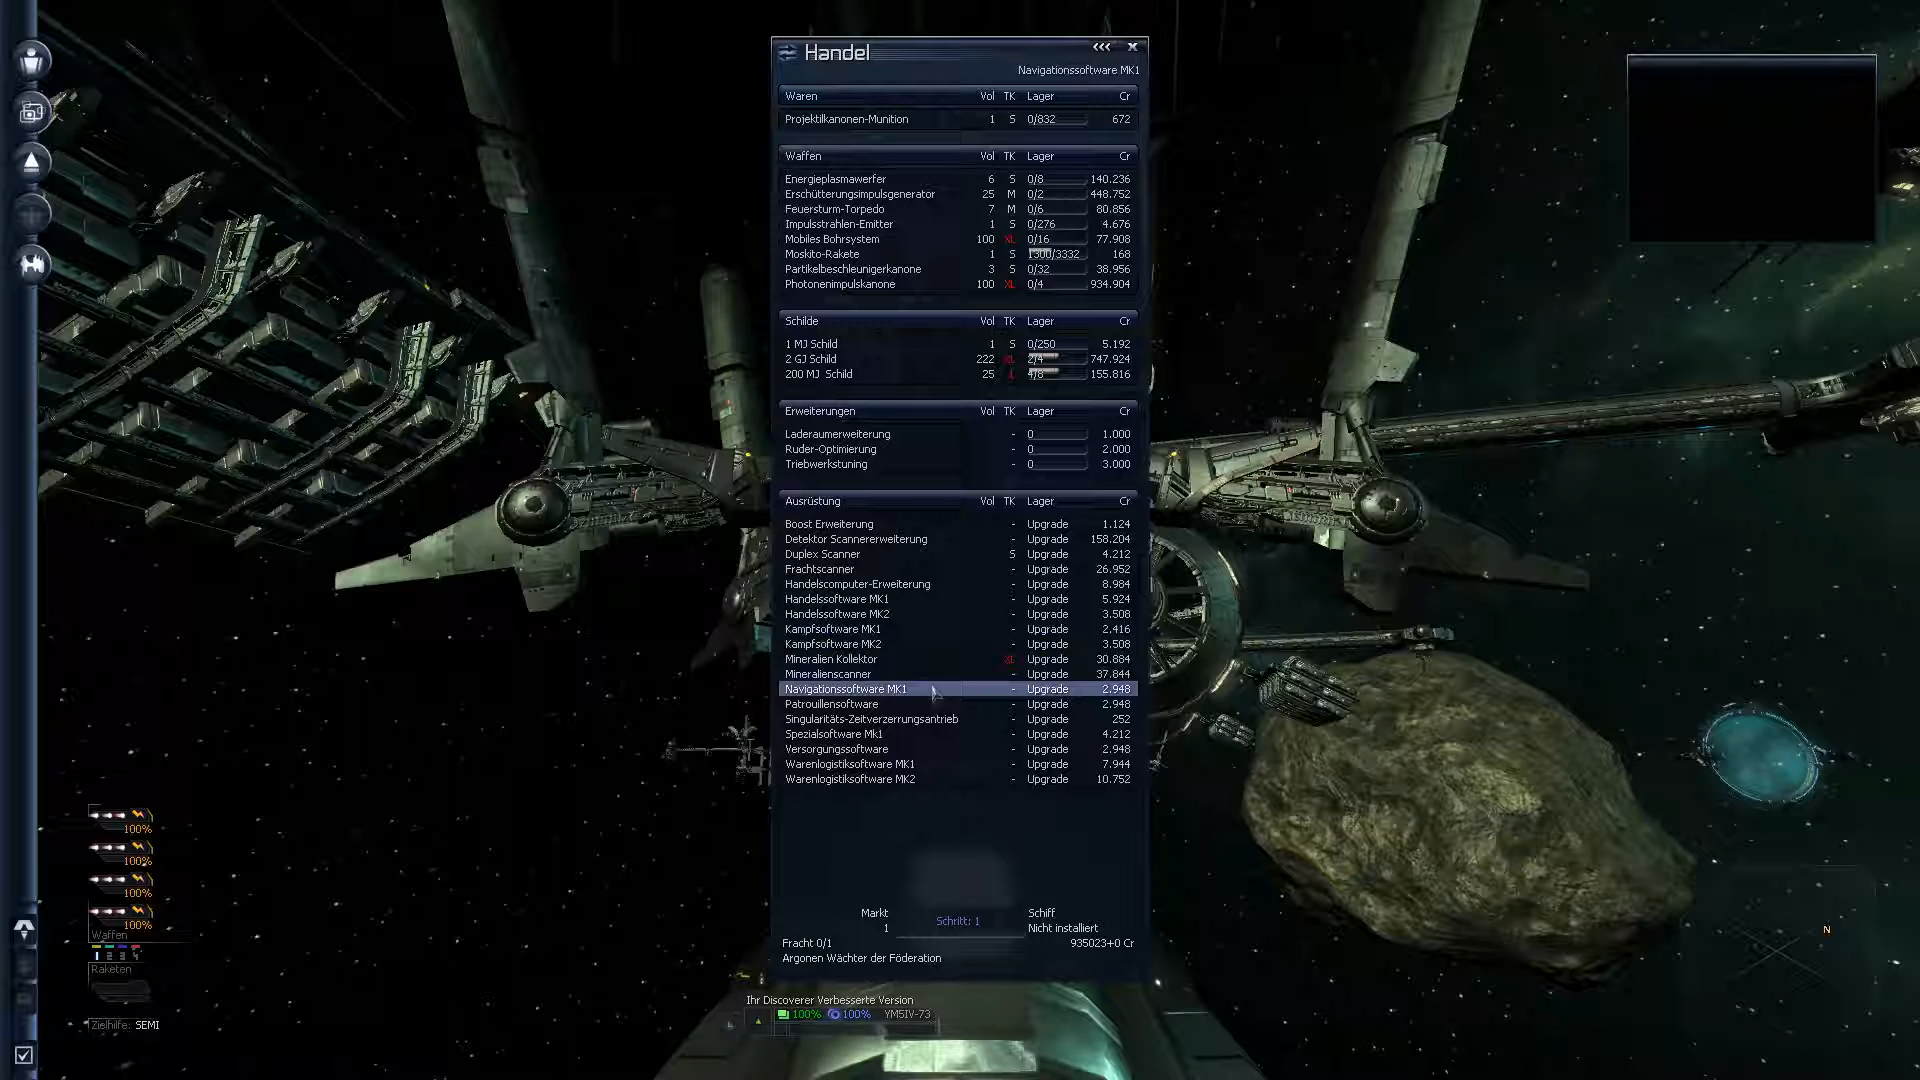 Handel
Navigationssoftware MK1
Waren Vol TK Lager Cr
Projektilkanonen-Munition 1 S 0/832 672
Waffen Vol TK Lager Cr
Energieplasmawerfer 6 S 0/8 140.236
Erschütterungsimpulsgenerator 25 M 0/2 448.752
Feuersturm-Torpedo 7 M 0/6 80.856
Impulsstrahlen-Emitter 1 S 0/276 4.676
Mobiles Bohrsystem 100 XL 0/16 77.908
Moskito-Rakete 1 S 1300/3332 168
Partikelbeschleunigerkanone 3 S 0/32 38.956
Photonenimpulskanone 100 XL 0/4 934.904
Schilde Vol TK Lager Cr
1 MJ Schild 1 S 0/250 5.192
2 GJ Schild 222 XL 2/4 747.924
200 MJ Schild 25 L 4/8 155.816
Erweiterungen Vol TK Lager Cr
Laderaumerweiterung - 0 1.000
Ruder-Optimierung - 0 2.000
Triebwerkstuning - 0 3.000
Ausrüstung Vol TK Lager Cr
Boost Erweiterung - Upgrade 1.124
Detektor Scannererweiterung - Upgrade 158.204
Duplex Scanner S Upgrade 4.212
Frachtscanner - Upgrade 26.952
Handelscomputer-Erweiterung - Upgrade 8.984
Handelssoftware MK1 - Upgrade 5.924
Handelssoftware MK2 - Upgrade 3.508
Kampfsoftware MK1 - Upgrade 2.416
Kampfsoftware MK2 - Upgrade 3.508
Mineralien Kollektor XL Upgrade 30.884
Mineralienscanner - Upgrade 37.844
Navigationssoftware MK1 - Upgrade 2.948
Patrouillensoftware - Upgrade 2.948
Singularitäts-Zeitverzerrungsantrieb - Upgrade 252
Spezialsoftware Mk1 - Upgrade 4.212
Versorgungssoftware - Upgrade 2.948
Warenlogistiksoftware MK1 - Upgrade 7.944
Warenlogistiksoftware MK2 - Upgrade 10.752
Markt Schiff
1 Schritt: 1 Nicht installiert
Fracht 0/1 935023+0 Cr
Argonen Wächter der Föderation
Ihr Discoverer Verbesserte Version
100% 100% YM5IV-73
100%
100%
100%
100%
Waffen
1 2 3 4
Raketen
Zielhilfe: SEMI
N